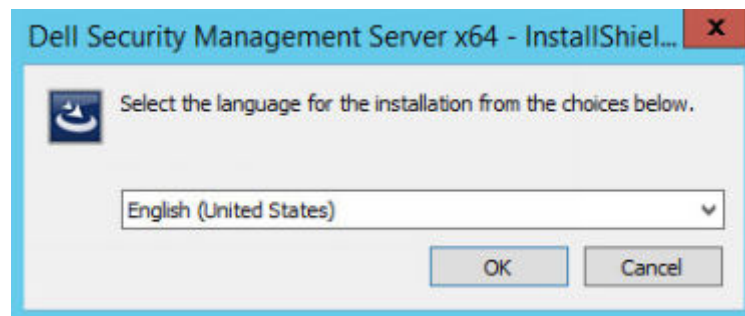 Dell Security Management Server x64 - InstallShiel...
x
Select the language for the installation from the choices below.
English (United States)
OK Cancel